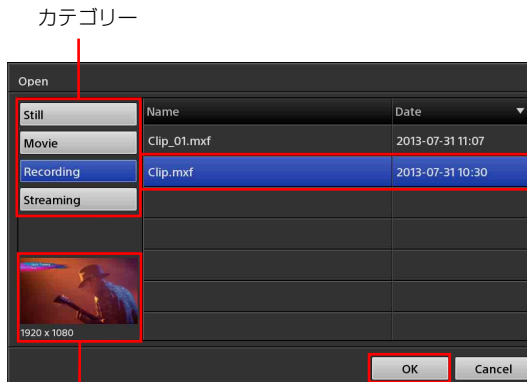 カテゴリー
Open
Still
Movie
Recording
Streaming
Name Date ▼
Clip_01.mxf 2013-07-31 11:07
Clip.mxf 2013-07-31 10:30
1920 x 1080
OK Cancel